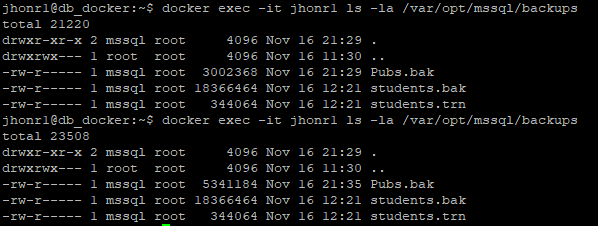 jhonr1@db_docker:~$ docker exec -it jhonr1 ls -la /var/opt/mssql/backups
total 21220
drwxr-xr-x 2 mssql root     4096 Nov 16 21:29 .
drwxrwx--- 1 root  root     4096 Nov 16 11:30 ..
-rw-r----- 1 mssql root  3002368 Nov 16 21:29 Pubs.bak
-rw-r----- 1 mssql root 18366464 Nov 16 12:21 students.bak
-rw-r----- 1 mssql root   344064 Nov 16 12:21 students.trn
jhonr1@db_docker:~$ docker exec -it jhonr1 ls -la /var/opt/mssql/backups
total 23508
drwxr-xr-x 2 mssql root     4096 Nov 16 21:29 .
drwxrwx--- 1 root  root     4096 Nov 16 11:30 ..
-rw-r----- 1 mssql root  5341184 Nov 16 21:35 Pubs.bak
-rw-r----- 1 mssql root 18366464 Nov 16 12:21 students.bak
-rw-r----- 1 mssql root   344064 Nov 16 12:21 students.trn